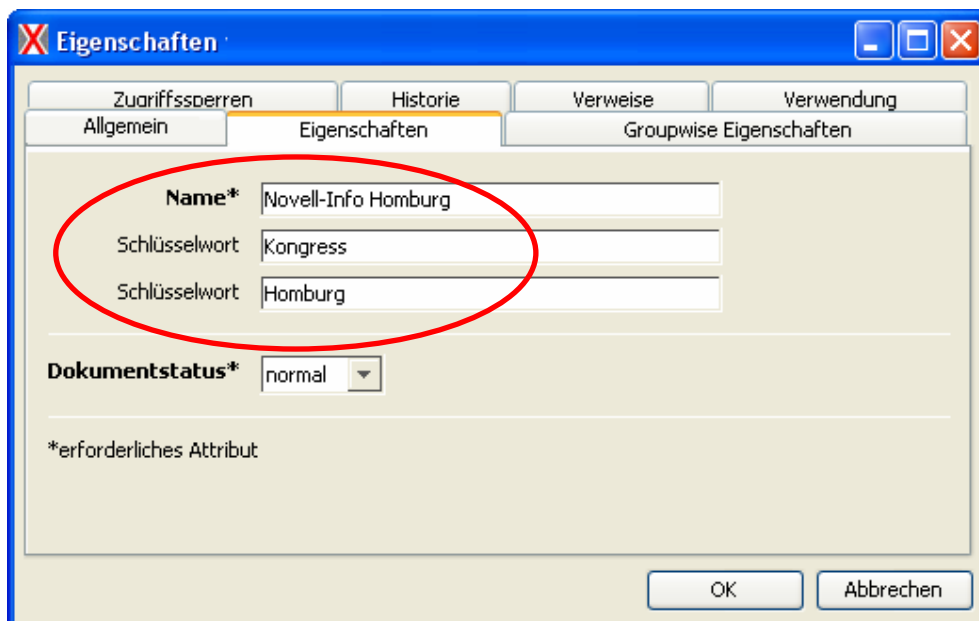 Eigenschaften
Zugriffssperren Historie Verweise Verwendung
Allgemein Eigenschaften Groupwise Eigenschaften
Name* Novell-Info Homburg
Schlüsselwort Kongress
Schlüsselwort Homburg
Dokumentstatus* normal
*erforderliches Attribut
OK Abbrechen